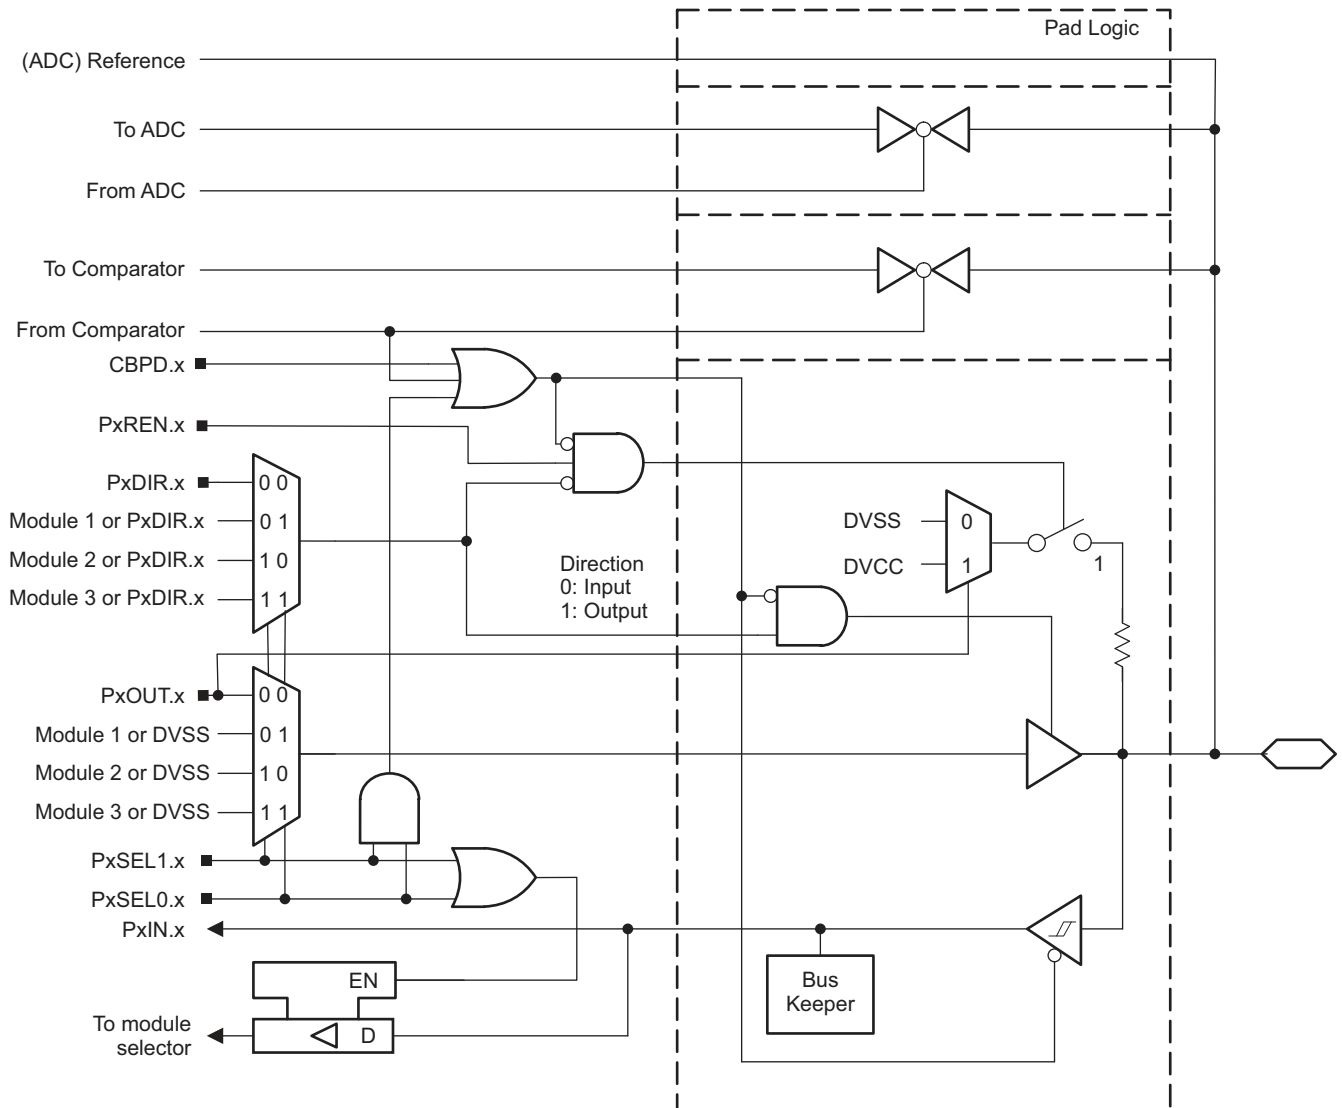 Pad Logic
(ADC) Reference
To ADC
From ADC
To Comparator
From Comparator
CBPD.x
PxREN.x
PxDIR.x
0 0
Module 1 or PxDIR.x
0 1
Module 2 or PxDIR.x
1 0
Module 3 or PxDIR.x
1 1
Direction
0: Input
1: Output
DVSS
0
DVCC
1
1
PxOUT.x
0 0
Module 1 or DVSS
0 1
Module 2 or DVSS
1 0
Module 3 or DVSS
1 1
PxSEL1.x
PxSEL0.x
PxIN.x
EN
Bus
Keeper
To module
selector
D